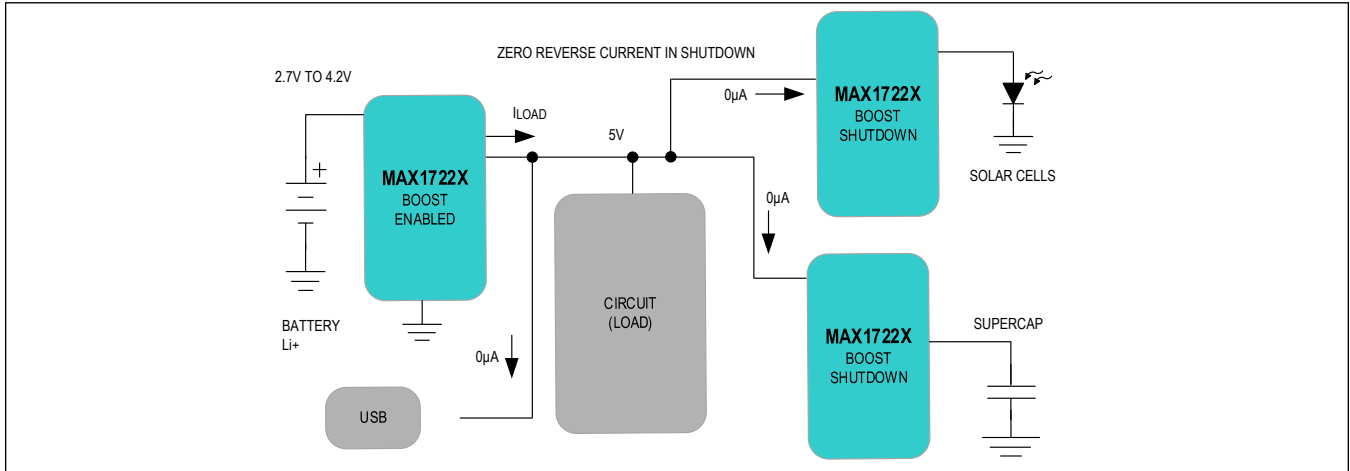 ZERO REVERSE CURRENT IN SHUTDOWN
2.7V TO 4.2V
MAX1722X
BOOST
ENABLED
+
ILOAD
5V
0µA
MAX1722X
BOOST
SHUTDOWN
SOLAR CELLS
0µA
BATTERY
Li+
0µA
CIRCUIT
(LOAD)
MAX1722X
BOOST
SHUTDOWN
SUPERCAP
USB